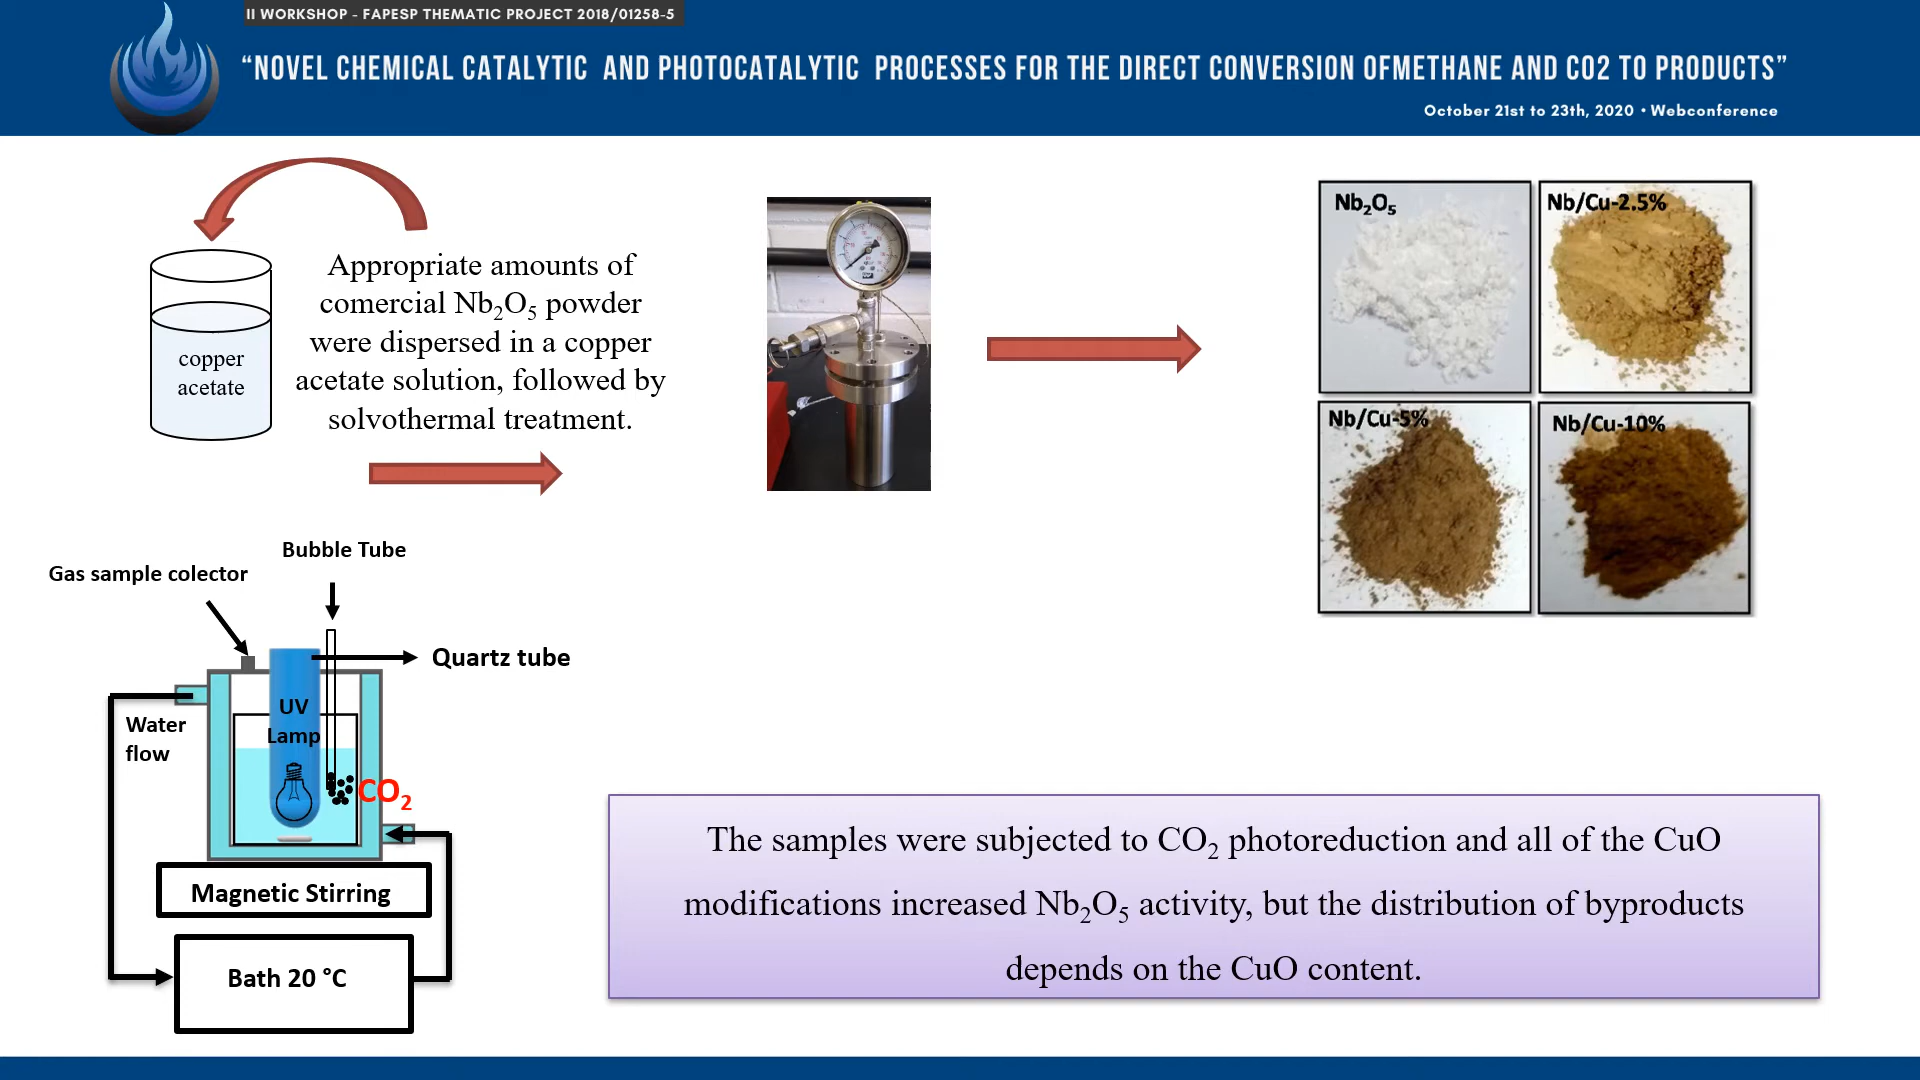 II WORKSHOP - FAPESP THEMATIC PROJECT 2018/01258-5
“NOVEL CHEMICAL CATALYTIC AND PHOTOCATALYTIC PROCESSES FOR THE DIRECT CONVERSION OFMETHANE AND CO2 TO PRODUCTS”
October 21st to 23th, 2020 • Webconference
copper
acetate
Appropriate amounts of
comercial Nb₂O₅ powder
were dispersed in a copper
acetate solution, followed by
solvothermal treatment.
Nb₂O₅
Nb/Cu-2.5%
Nb/Cu-5%
Nb/Cu-10%
Bubble Tube
Gas sample colector
Quartz tube
UV
Lamp
Water
flow
CO₂
Magnetic Stirring
Bath 20 °C
The samples were subjected to CO₂ photoreduction and all of the CuO
modifications increased Nb₂O₅ activity, but the distribution of byproducts
depends on the CuO content.